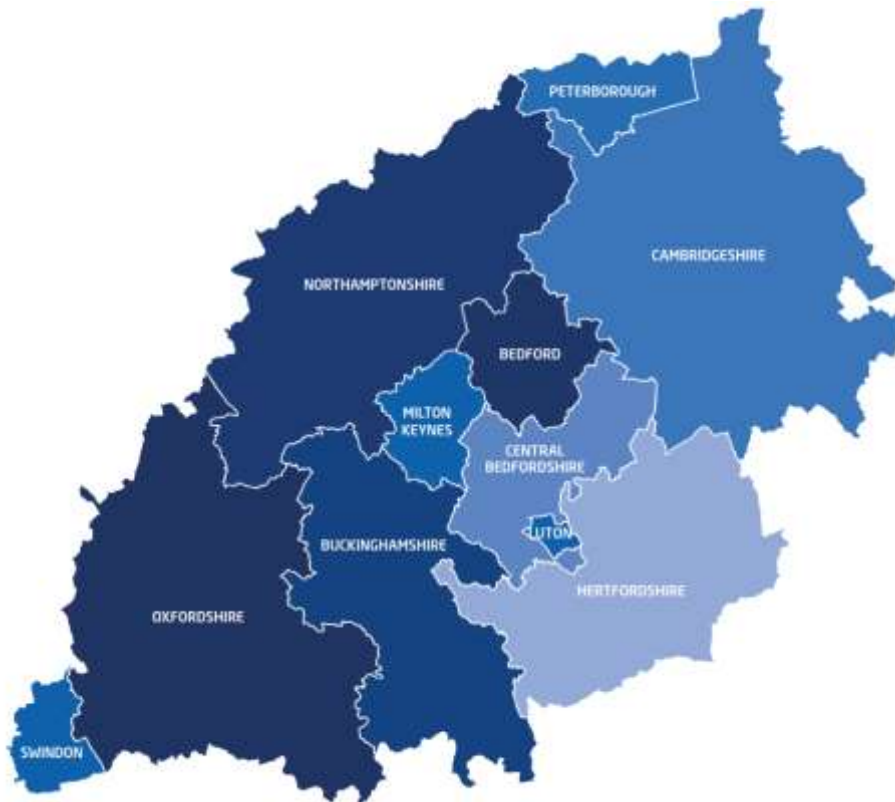 PETERBOROUGH
CAMBRIDGESHIRE
NORTHAMPTONSHIRE
BEDFORD
MILTON
KEYNES
CENTRAL
BEDFORDSHIRE
LUTON
BUCKINGHAMSHIRE
HERTFORDSHIRE
OXFORDSHIRE
SWINDON